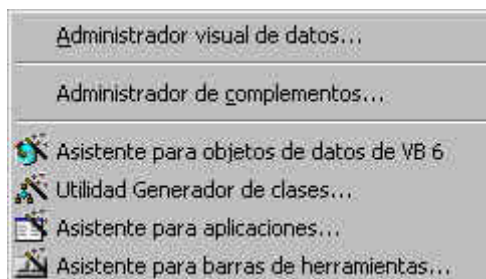 Administrador visual de datos...
Administrador de complementos...
Asistente para objetos de datos de VB 6
Utilidad Generador de clases...
Asistente para aplicaciones...
Asistente para barras de herramientas...